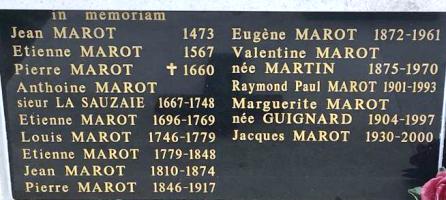 in memoriam
Jean MAROT 1473
Etienne MAROT 1567
Pierre MAROT ✝ 1660
Anthoine MAROT
sieur LA SAUZAIE 1667-1748
Etienne MAROT 1696-1769
Louis MAROT 1746-1779
Etienne MAROT 1779-1848
Jean MAROT 1810-1874
Pierre MAROT 1846-1917
Eugène MAROT 1872-1961
Valentine MAROT
née MARTIN 1875-1970
Raymond Paul MAROT 1901-1993
Marguerite MAROT
née GUIGNARD 1904-1997
Jacques MAROT 1930-2000